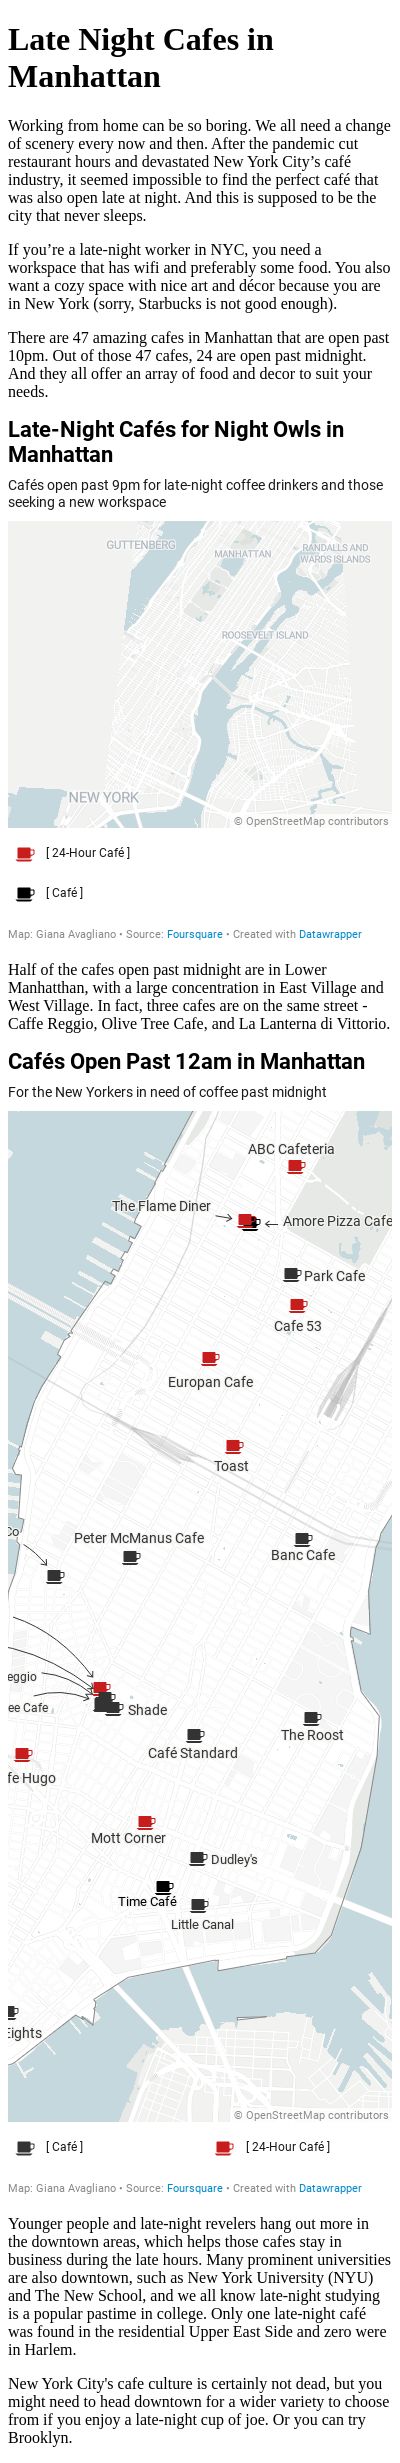 Late Night Cafes in
Manhattan
Working from home can be so boring. We all need a change
of scenery every now and then. After the pandemic cut
restaurant hours and devastated New York City’s café
industry, it seemed impossible to find the perfect café that
was also open late at night. And this is supposed to be the
city that never sleeps.
If you’re a late-night worker in NYC, you need a
workspace that has wifi and preferably some food. You also
want a cozy space with nice art and décor because you are
in New York (sorry, Starbucks is not good enough).
There are 47 amazing cafes in Manhattan that are open past
10pm. Out of those 47 cafes, 24 are open past midnight.
And they all offer an array of food and decor to suit your
needs.
Late-Night Cafés for Night Owls in
Manhattan
Cafés open past 9pm for late-night coffee drinkers and those
seeking a new workspace
GUTTENBERG
MANHATTAN
RANDALLS AND
WARDS ISLANDS
ROOSEVELT ISLAND
NEW YORK
© OpenStreetMap contributors
[ 24-Hour Café ]
[ Café ]
Map: Giana Avagliano • Source: Foursquare • Created with Datawrapper
Half of the cafes open past midnight are in Lower
Manhatthan, with a large concentration in East Village and
West Village. In fact, three cafes are on the same street -
Caffe Reggio, Olive Tree Cafe, and La Lanterna di Vittorio.
Cafés Open Past 12am in Manhattan
For the New Yorkers in need of coffee past midnight
ABC Cafeteria
The Flame Diner
Amore Pizza Cafe
Park Cafe
Cafe 53
Europan Cafe
Toast
Co
Peter McManus Cafe
Banc Cafe
eggio
ee Cafe
Shade
The Roost
Café Standard
fe Hugo
Mott Corner
Dudley's
Time Café
Little Canal
Eights
© OpenStreetMap contributors
[ Café ]
[ 24-Hour Café ]
Map: Giana Avagliano • Source: Foursquare • Created with Datawrapper
Younger people and late-night revelers hang out more in
the downtown areas, which helps those cafes stay in
business during the late hours. Many prominent universities
are also downtown, such as New York University (NYU)
and The New School, and we all know late-night studying
is a popular pastime in college. Only one late-night café
was found in the residential Upper East Side and zero were
in Harlem.
New York City's cafe culture is certainly not dead, but you
might need to head downtown for a wider variety to choose
from if you enjoy a late-night cup of joe. Or you can try
Brooklyn.